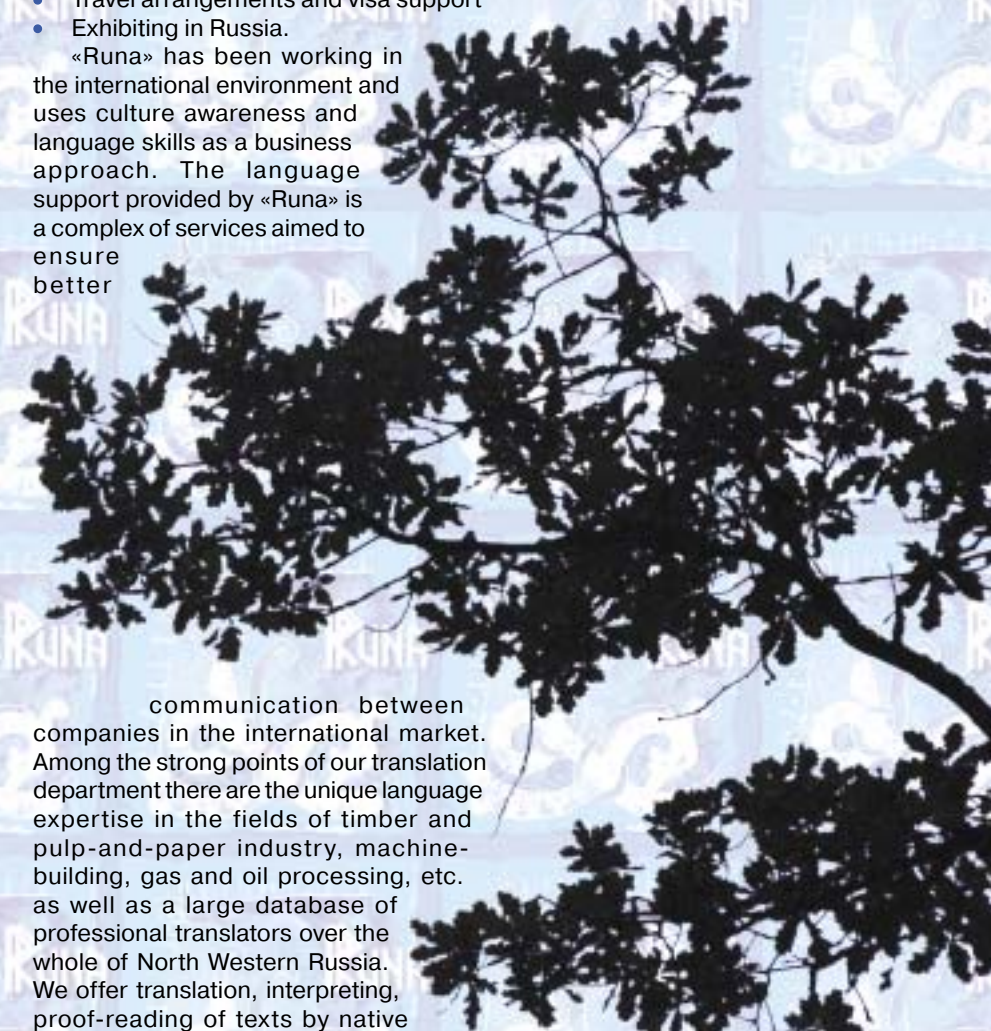 Travel arrangements and visa support
• Exhibiting in Russia.
«Runa» has been working in
the international environment and
uses culture awareness and
language skills as a business
approach. The language
support provided by «Runa» is
a complex of services aimed to
ensure
better
RUNA
RUNA
RUNA
RUNA
communication between
companies in the international market.
Among the strong points of our translation
department there are the unique language
expertise in the fields of timber and
pulp-and-paper industry, machine-
building, gas and oil processing, etc.
as well as a large database of
professional translators over the
whole of North Western Russia.
We offer translation, interpreting,
proof-reading of texts by native